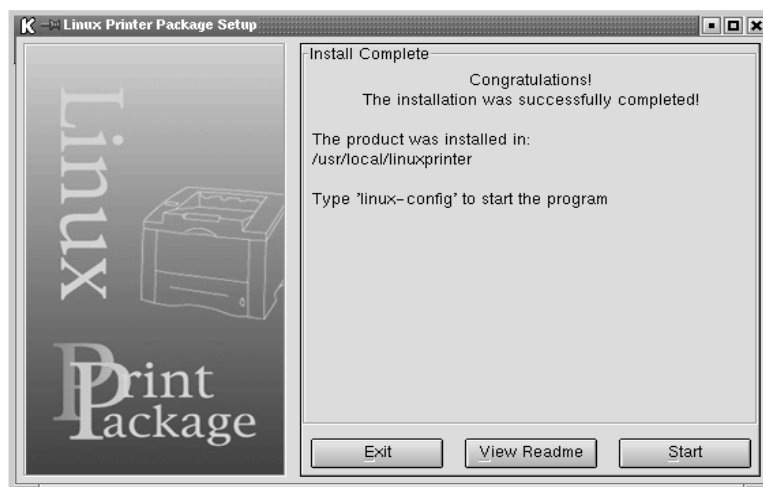 Linux Printer Package Setup
Linux
Print
Package
Install Complete
Congratulations!
The installation was successfully completed!
The product was installed in:
/usr/local/linuxprinter
Type 'linux-config' to start the program
Exit
View Readme
Start